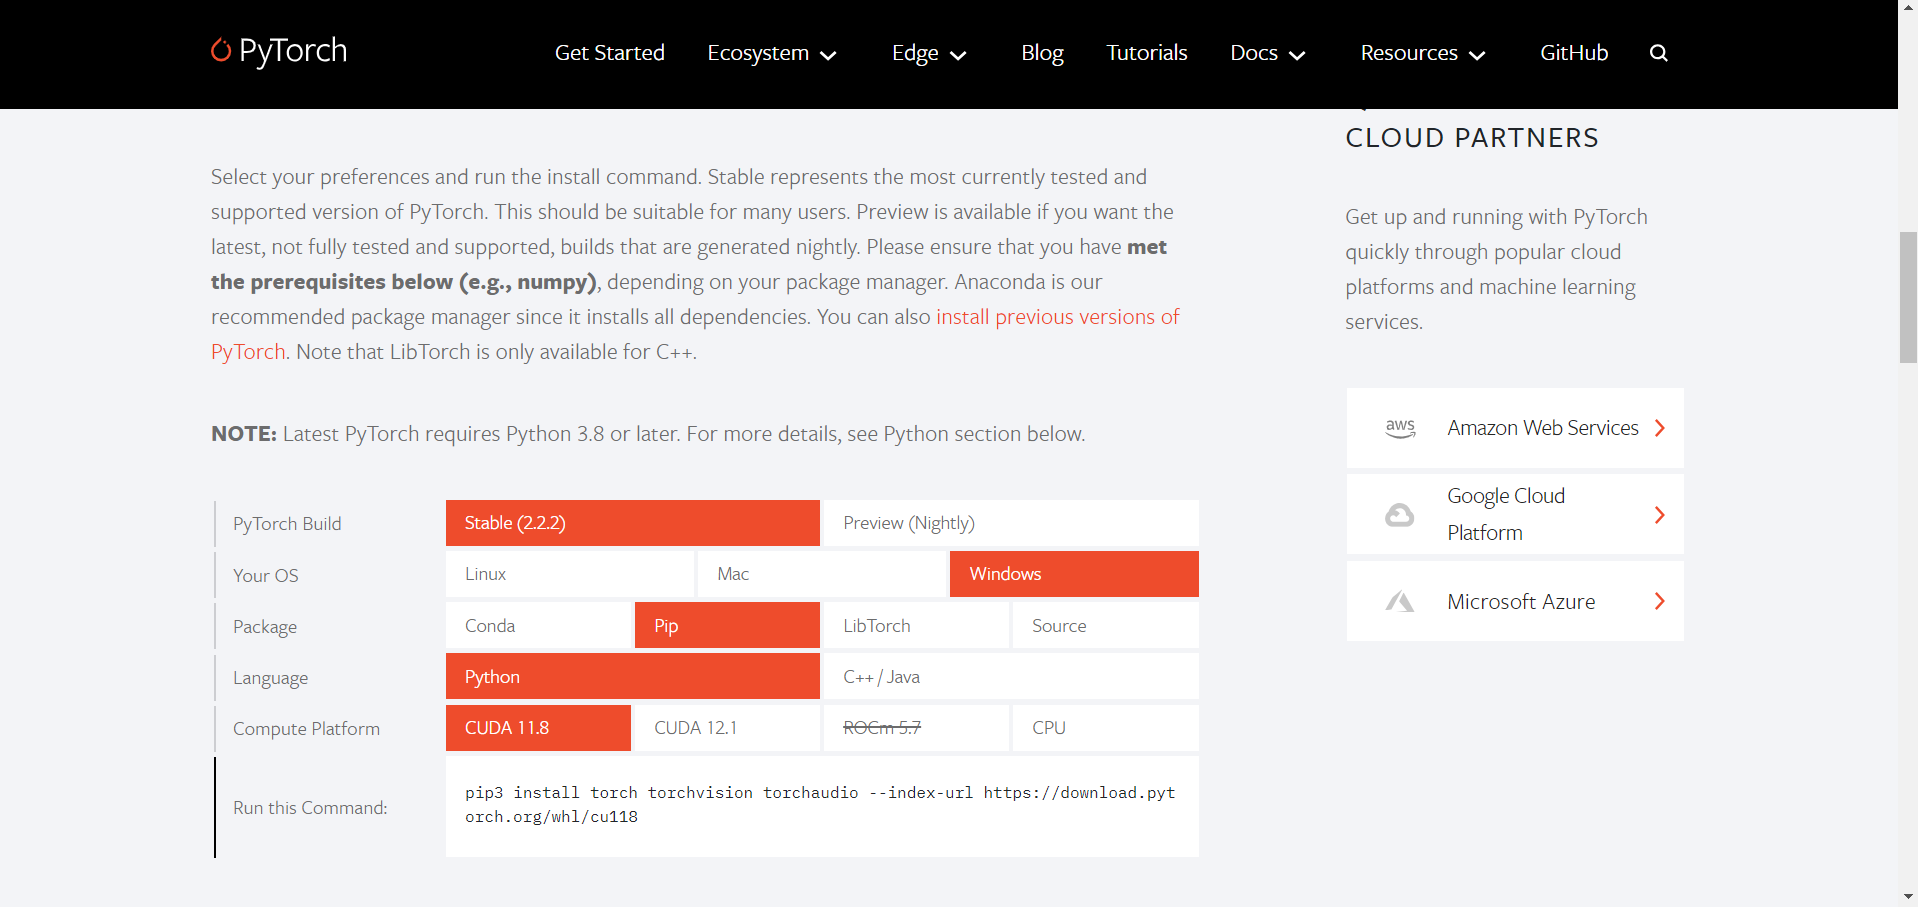 PyTorch
Get Started
Ecosystem
Edge
Blog
Tutorials
Docs
Resources
GitHub
CLOUD PARTNERS
Select your preferences and run the install command. Stable represents the most currently tested and
supported version of PyTorch. This should be suitable for many users. Preview is available if you want the
latest, not fully tested and supported, builds that are generated nightly. Please ensure that you have met
the prerequisites below (e.g., numpy), depending on your package manager. Anaconda is our
recommended package manager since it installs all dependencies. You can also install previous versions of
PyTorch. Note that LibTorch is only available for C++.
NOTE: Latest PyTorch requires Python 3.8 or later. For more details, see Python section below.
Get up and running with PyTorch
quickly through popular cloud
platforms and machine learning
services.
aws
Amazon Web Services
Google Cloud
Platform
Microsoft Azure
PyTorch Build
Stable (2.2.2)
Preview (Nightly)
Your OS
Linux
Mac
Windows
Package
Conda
Pip
LibTorch
Source
Language
Python
C++ / Java
Compute Platform
CUDA 11.8
CUDA 12.1
ROCm 5.7
CPU
Run this Command:
pip3 install torch torchvision torchaudio --index-url https://download.pyt
orch.org/whl/cu118